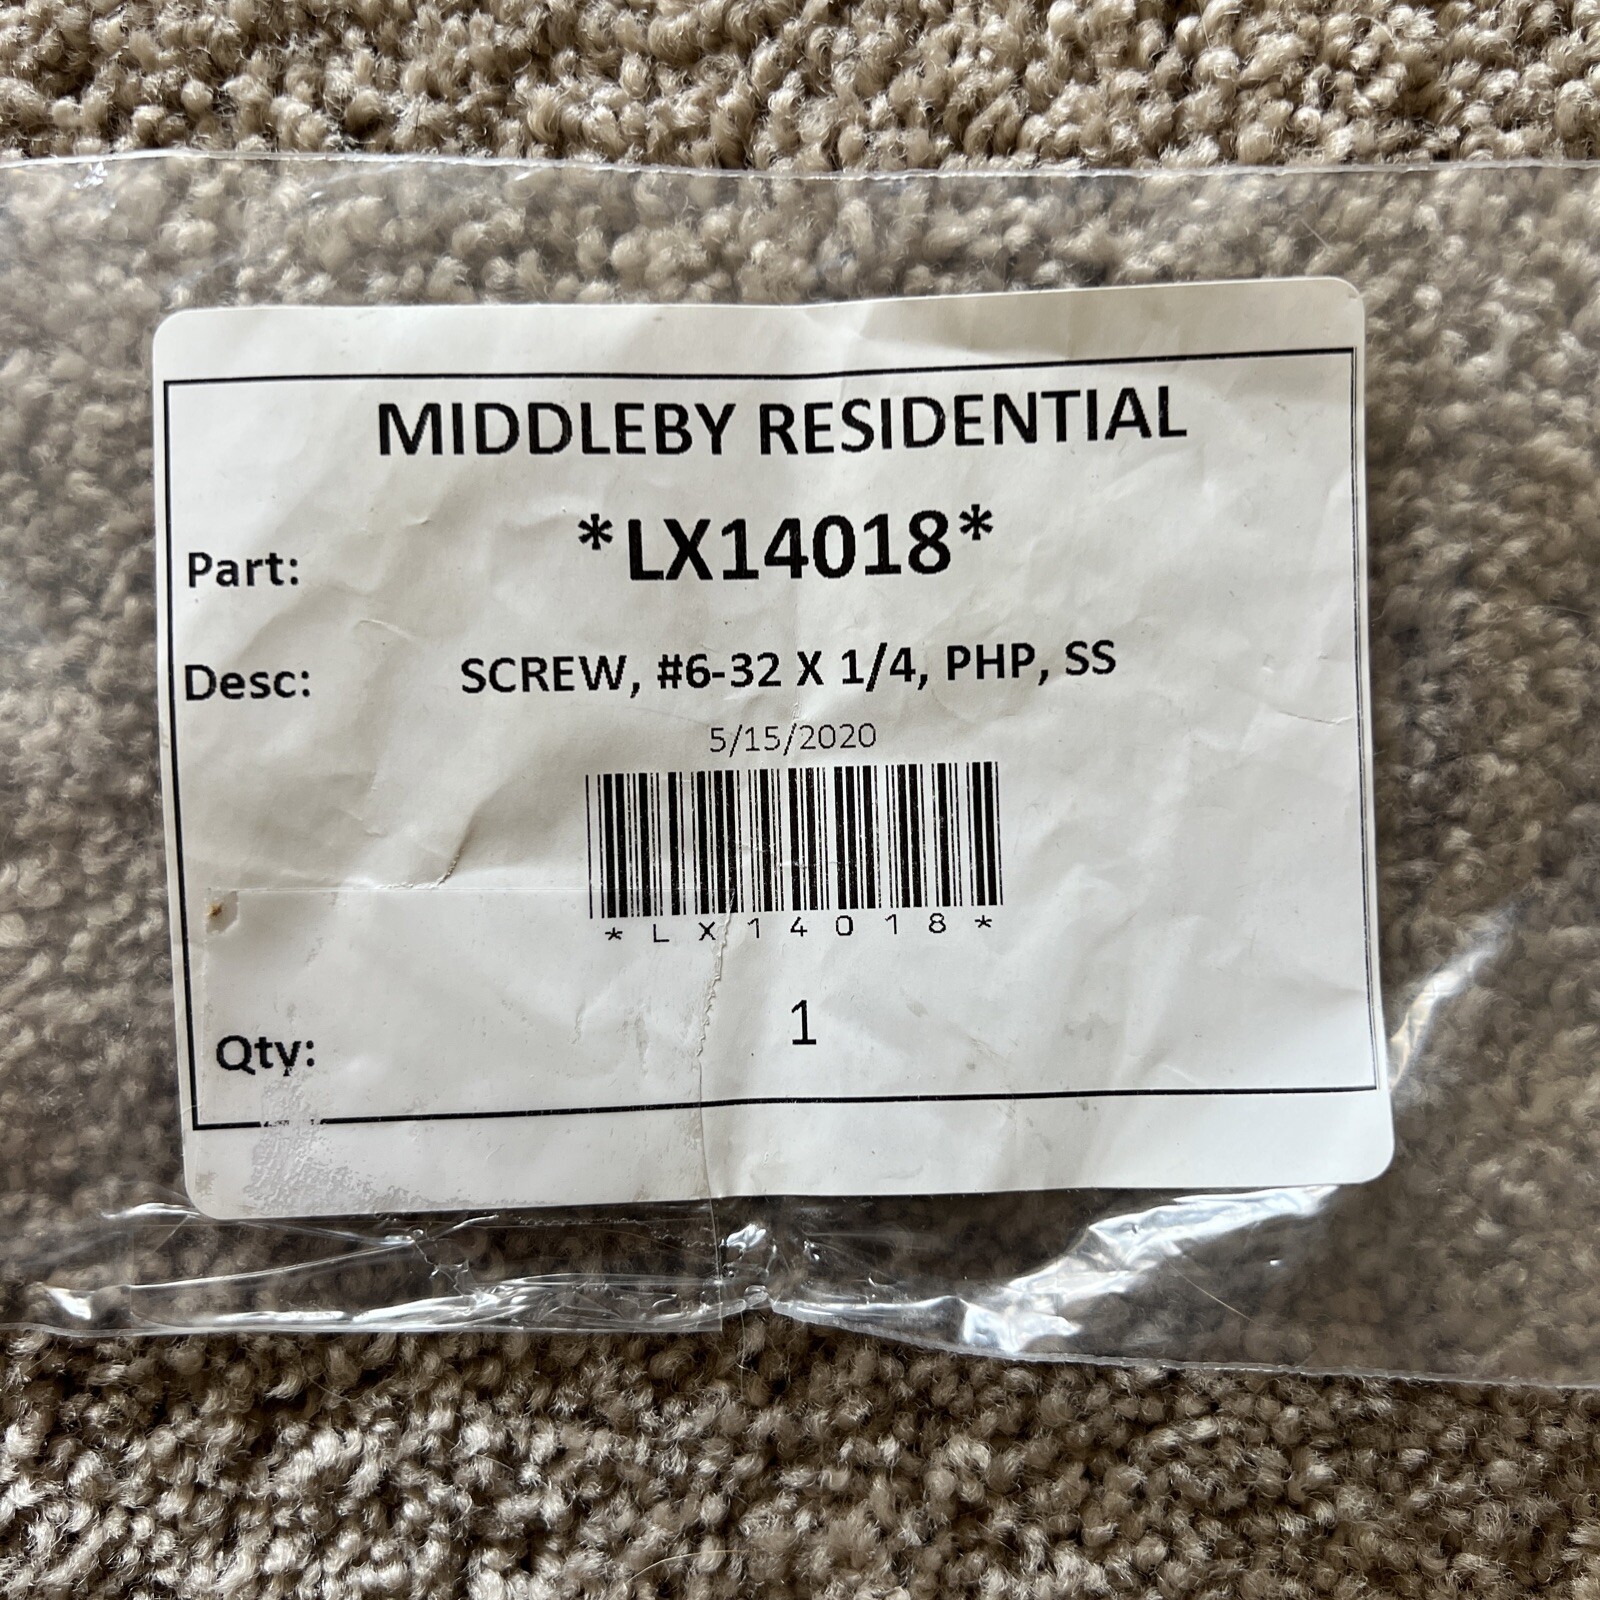 MIDDLEBY RESIDENTIAL
Part: *LX14018*
Desc: SCREW, #6-32 X 1/4, PHP, SS
5/15/2020
*LX14018*
Qty: 1